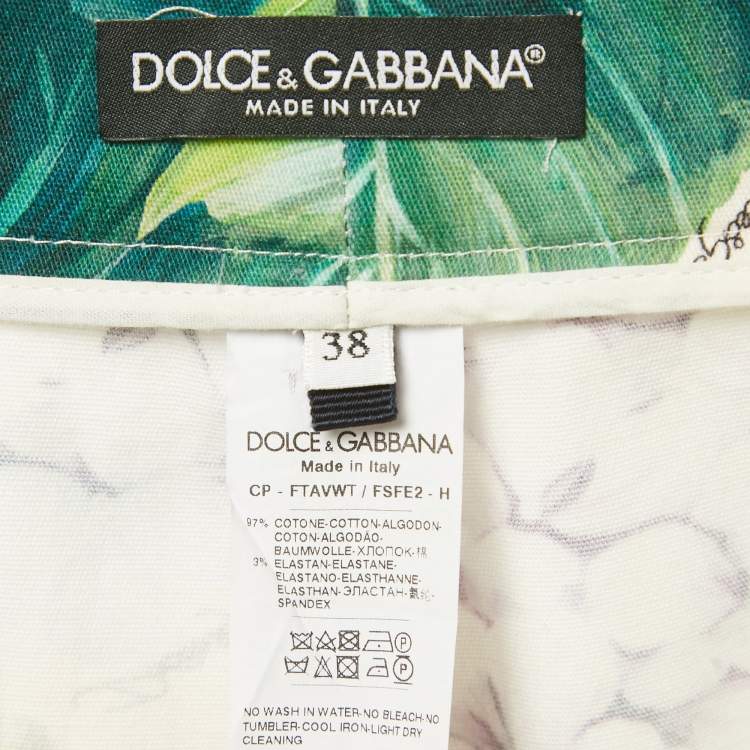 DOLCE & GABBANA®
MADE IN ITALY
38
DOLCE & GABBANA
Made in Italy
CP - FTAVWT / FSFE2 - H
97% COTONE-COTTON-ALGODON-
COTON-ALGODÃO-
BAUMWOLLE-ХЛОПОК-棉
3% ELASTAN-ELASTANE-
ELASTANO-ELASTHANNE-
ELASTHAN-ЭЛАСТАН-氨纶-
SPANDEX
NO WASH IN WATER-NO BLEACH-NO
TUMBLER-COOL IRON-LIGHT DRY
CLEANING